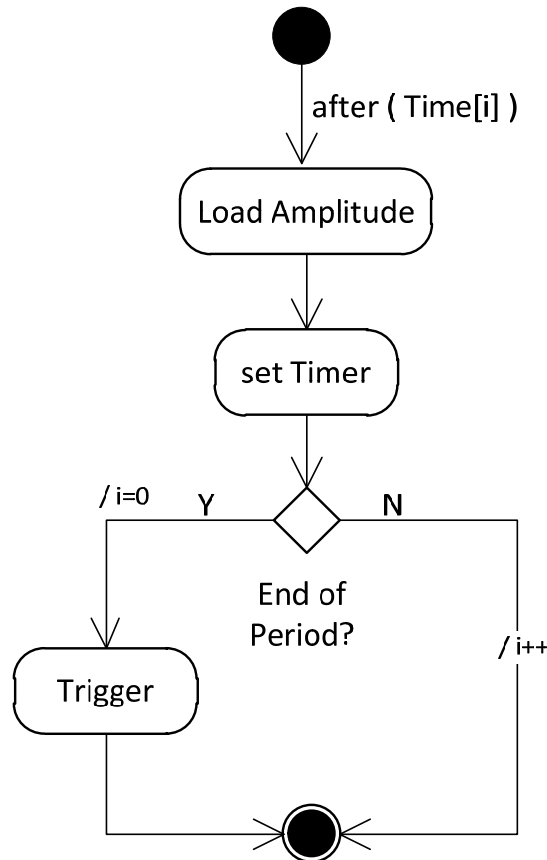 after ( Time[i] )
Load Amplitude
set Timer
/ i=0
Y
N
End of
Period?
/ i++
Trigger